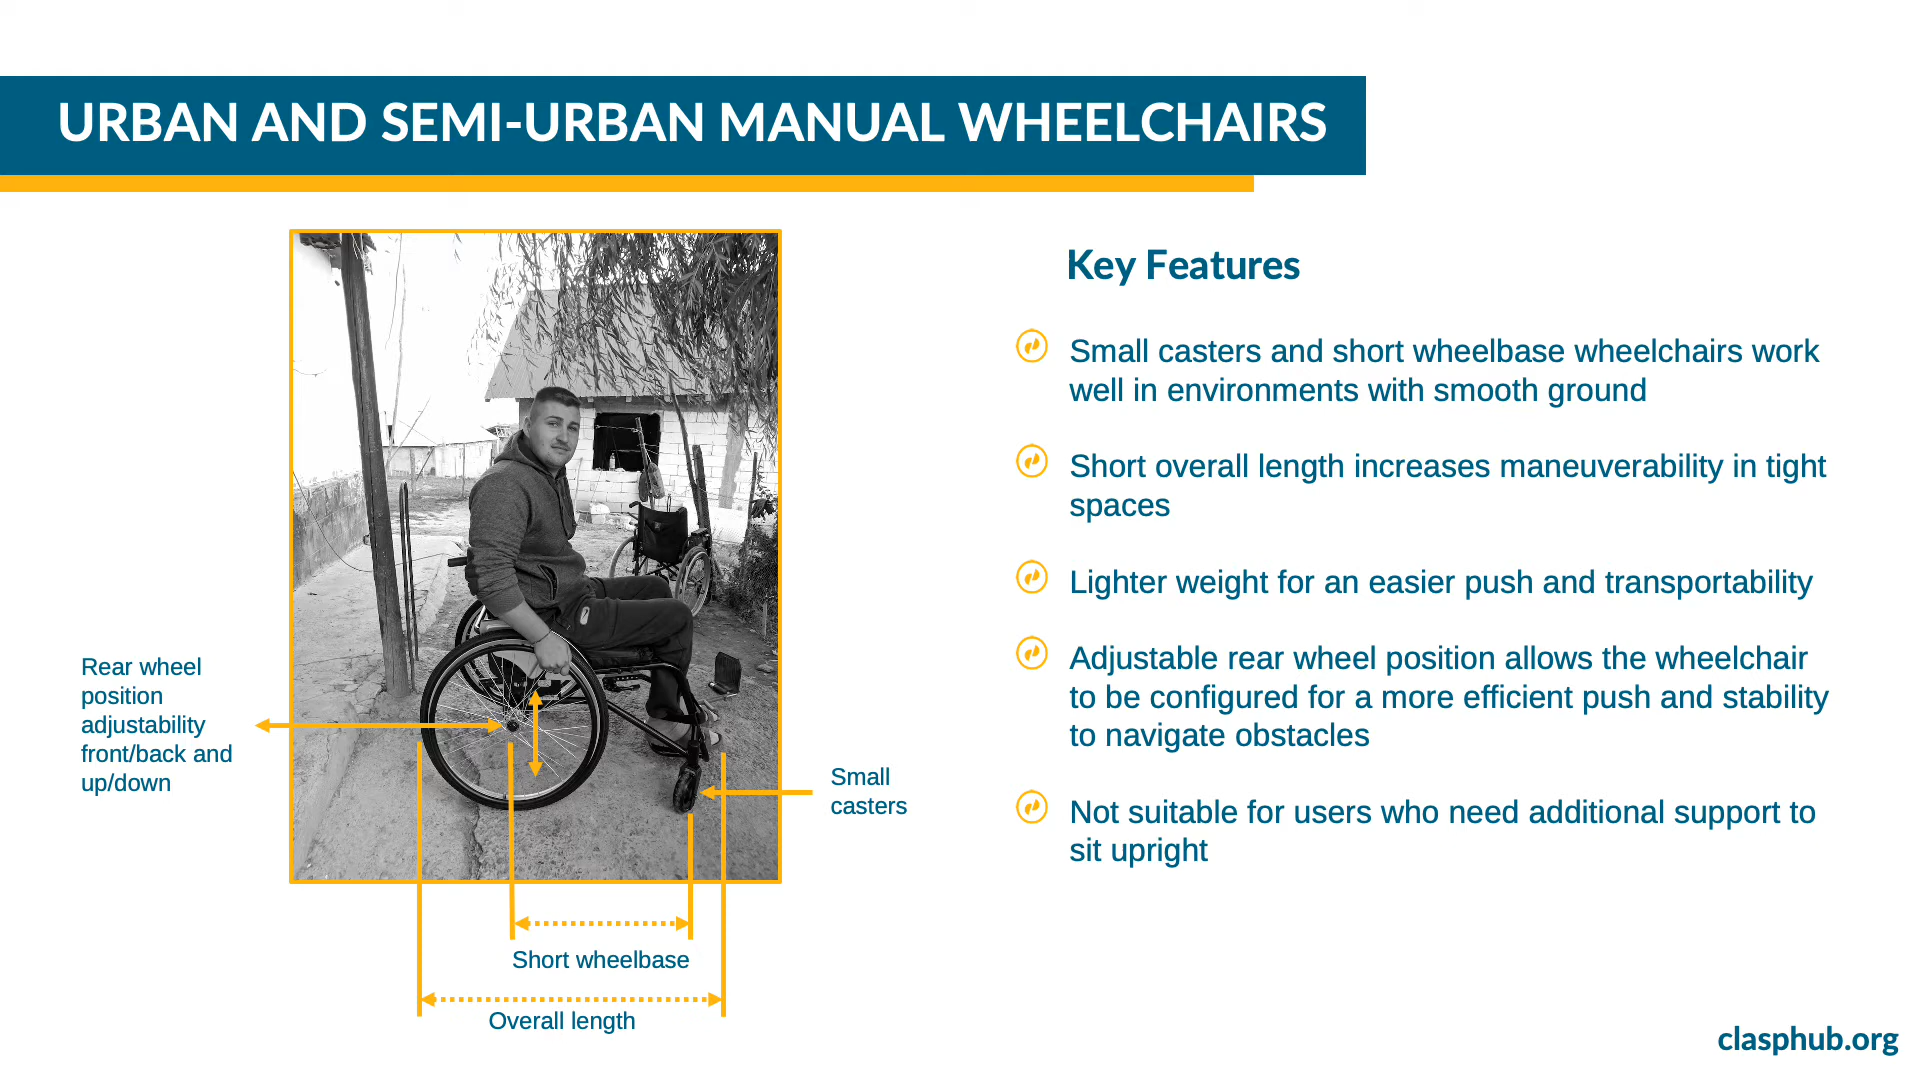 URBAN AND SEMI-URBAN MANUAL WHEELCHAIRS
Key Features
Small casters and short wheelbase wheelchairs work
well in environments with smooth ground
Short overall length increases maneuverability in tight
spaces
Lighter weight for an easier push and transportability
Adjustable rear wheel position allows the wheelchair
to be configured for a more efficient push and stability
to navigate obstacles
Not suitable for users who need additional support to
sit upright
Rear wheel
position
adjustability
front/back and
up/down
Small
casters
Short wheelbase
Overall length
clasphub.org